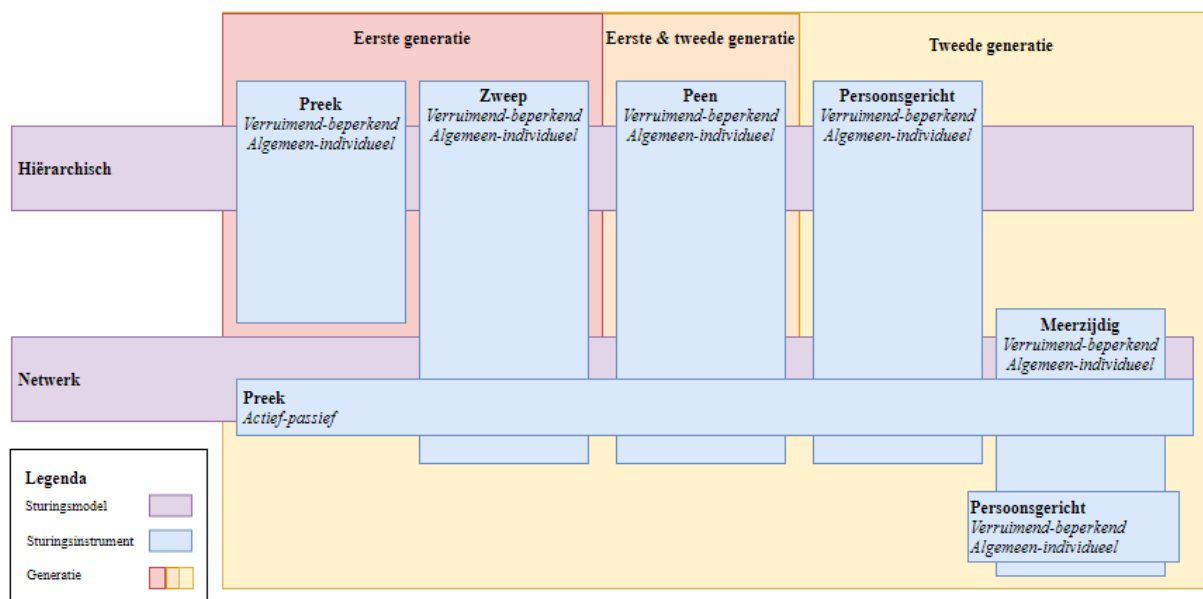 Eerste generatie
Eerste & tweede generatie
Tweede generatie
Preek
Verruimend-beperkend
Algemeen-individueel
Zweep
Verruimend-beperkend
Algemeen-individueel
Peen
Verruimend-beperkend
Algemeen-individueel
Persoonsgericht
Verruimend-beperkend
Algemeen-individueel
Hiërarchisch
Meerzijdig
Verruimend-beperkend
Algemeen-individueel
Netwerk
Preek
Actief-passief
Legenda
Sturingsmodel
Sturingsinstrument
Generatie
Persoonsgericht
Verruimend-beperkend
Algemeen-individueel